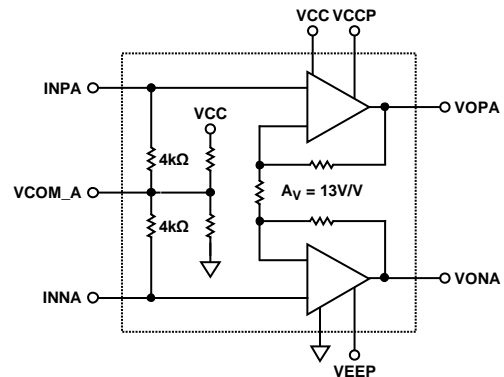 VCC VCCP
INPA
VCC
VOPA
4kΩ
VCOM_A
AV = 13V/V
4kΩ
INNA
VONA
VEEP